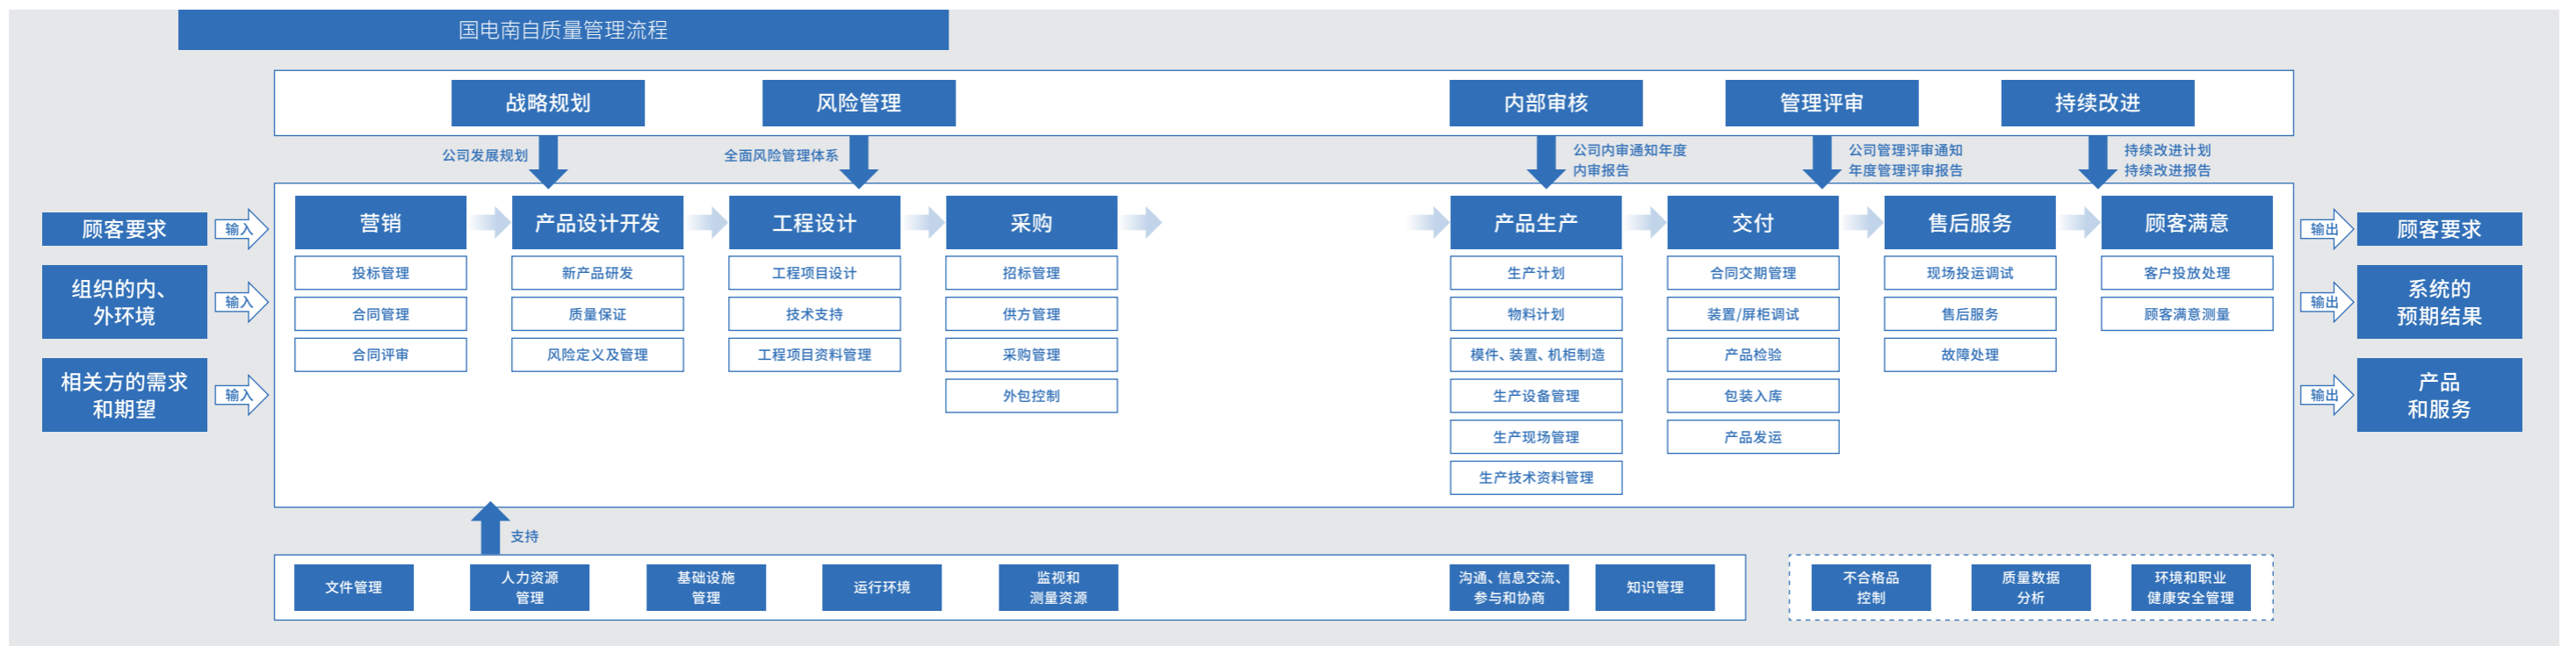 国电南自质量管理流程
战略规划
风险管理
内部审核
管理评审
持续改进
公司发展规划
全面风险管理体系
公司内审通知年度
内审报告
公司管理评审通知
年度管理评审报告
持续改进计划
持续改进报告
顾客要求
输入
组织的内、
外环境
输入
相关方的需求
和期望
输入
营销
投标管理
合同管理
合同评审
产品设计开发
新产品研发
质量保证
风险定义及管理
工程设计
工程项目设计
技术支持
工程项目资料管理
采购
招标管理
供方管理
采购管理
外包控制
产品生产
生产计划
物料计划
模件、装置、机柜制造
生产设备管理
生产现场管理
生产技术资料管理
交付
合同交期管理
装置/屏柜调试
产品检验
包装入库
产品发运
售后服务
现场投运调试
售后服务
故障处理
顾客满意
客户投放处理
顾客满意测量
输出
顾客要求
输出
系统的
预期结果
输出
产品
和服务
支持
文件管理
人力资源
管理
基础设施
管理
运行环境
监视和
测量资源
沟通、信息交流、
参与和协商
知识管理
不合格品
控制
质量数据
分析
环境和职业
健康安全管理